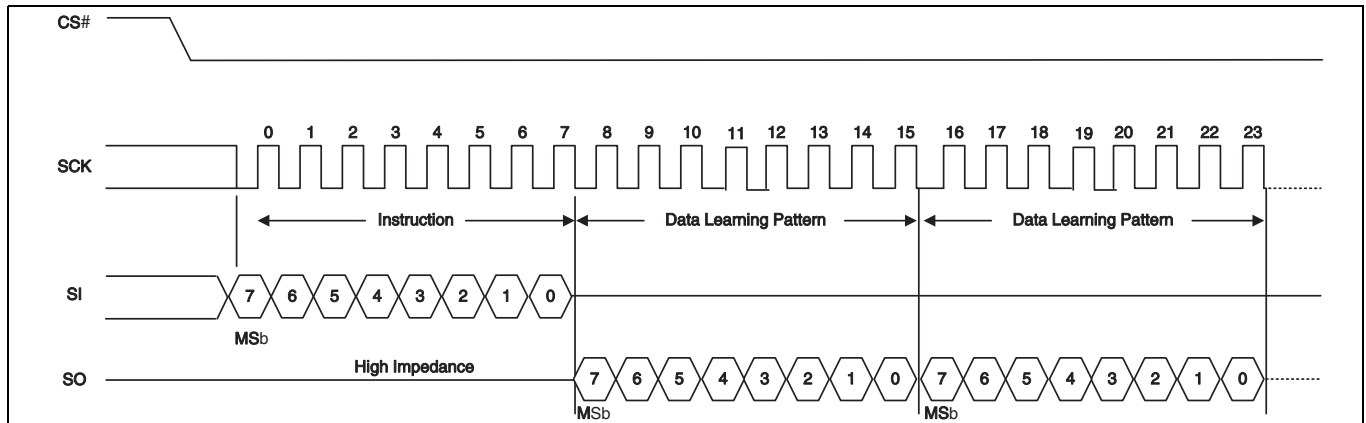 CS#
0 1 2 3 4 5 6 7 8 9 10 11 12 13 14 15 16 17 18 19 20 21 22 23
SCK
Instruction Data Learning Pattern Data Learning Pattern
SI 7 6 5 4 3 2 1 0
MSb
High Impedance
SO 7 6 5 4 3 2 1 0 7 6 5 4 3 2 1 0
MSb MSb